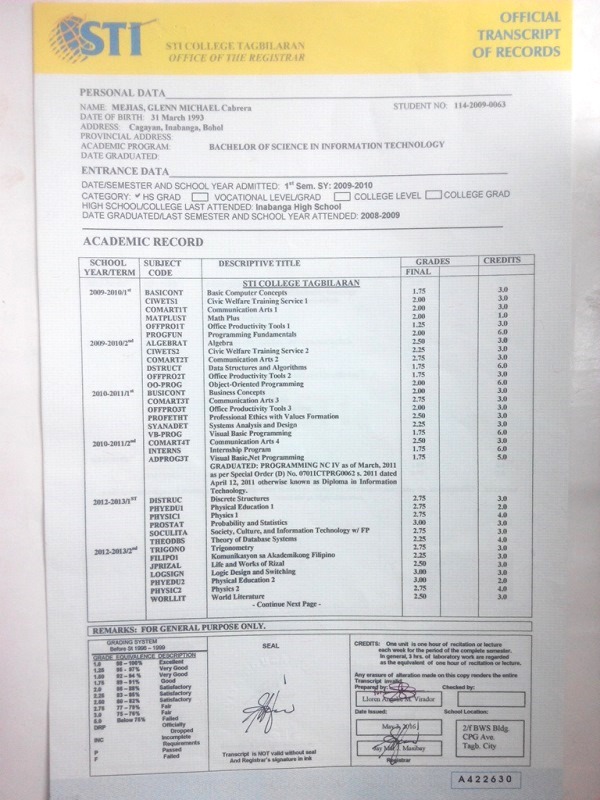 STI
STI COLLEGE TAGBILARAN
OFFICE OF THE REGISTRAR
OFFICIAL
TRANSCRIPT
OF RECORDS
PERSONAL DATA
NAME: MEJIAS, GLENN MICHAEL Cabrera STUDENT NO: 114-2009-0063
DATE OF BIRTH: 31 March 1993
ADDRESS: Cagayan, Inabanga, Bohol
PROVINCIAL ADDRESS:
ACADEMIC PROGRAM: BACHELOR OF SCIENCE IN INFORMATION TECHNOLOGY
DATE GRADUATED:
ENTRANCE DATA
DATE/SEMESTER AND SCHOOL YEAR ADMITTED: 1st Sem. SY: 2009-2010
CATEGORY: HS GRAD VOCATIONAL LEVEL/GRAD COLLEGE LEVEL COLLEGE GRAD
HIGH SCHOOL/COLLEGE LAST ATTENDED: Inabanga High School
DATE GRADUATED/LAST SEMESTER AND SCHOOL YEAR ATTENDED: 2008-2009
ACADEMIC RECORD
SCHOOL YEAR/TERM SUBJECT CODE DESCRIPTIVE TITLE GRADES FINAL CREDITS
STI COLLEGE TAGBILARAN
2009-2010/1st BASICONT Basic Computer Concepts 1.75 3.0
CIWETS1 Civic Welfare Training Service 1 2.00 3.0
COMART1T Communication Arts 1 2.00 3.0
MATPLUST Math Plus 2.00 1.0
OFFPRO1T Office Productivity Tools 1 1.25 3.0
PROGFUN Programming Fundamentals 2.00 6.0
2009-2010/2nd ALGEBRAT Algebra 2.50 3.0
CIWETS2 Civic Welfare Training Service 2 2.25 3.0
COMART2T Communication Arts 2 2.75 3.0
DSTRUCT Data Structures and Algorithms 1.75 6.0
OFFPRO2T Office Productivity Tools 2 1.75 3.0
OO-PROG Object-Oriented Programming 2.00 6.0
2010-2011/1st BUSICONT Business Concepts 2.00 3.0
COMART3T Communication Arts 3 2.75 3.0
OFFPRO3T Office Productivity Tools 3 2.00 3.0
PROFETHT Professional Ethics with Values Formation 2.50 3.0
SYANADET Systems Analysis and Design 2.25 3.0
VB-PROG Visual Basic Programming 1.75 6.0
2010-2011/2nd COMART4T Communication Arts 4 2.50 3.0
INTERNS Internship Program 1.75 6.0
ADPROG3T Visual Basic.Net Programming 1.75 5.0
GRADUATED: PROGRAMMING NC IV as of March, 2011
as per Special Order (D) No. 0701ICTPRG0062 s. 2011 dated
April 12, 2011 otherwise known as Diploma in Information
Technology.
2012-2013/1ST DISTRUC Discrete Structures 2.75 3.0
PHYEDU1 Physical Education 1 2.75 2.0
PHYSIC1 Physics 1 2.75 4.0
PROSTAT Probability and Statistics 3.00 3.0
SOCULITA Society, Culture, and Information Technology w/ FP 2.75 3.0
THEODBS Theory of Database Systems 2.25 4.0
2012-2013/2nd TRIGONO Trigonometry 2.75 3.0
FILIPO1 Komunikasyon sa Akademikong Filipino 2.25 3.0
JPRIZAL Life and Works of Rizal 2.50 3.0
LOGSIGN Logic Design and Switching 3.00 3.0
PHYEDU2 Physical Education 2 3.00 2.0
PHYSIC2 Physics 2 2.75 4.0
WORLLIT World Literature 2.50 3.0
- Continue Next Page -
REMARKS: FOR GENERAL PURPOSE ONLY.
GRADING SYSTEM
Before SY 1998 - 1999
GRADE EQUIVALENCE DESCRIPTION
1.0 98 - 100% Excellent
1.25 95 - 97% Very Good
1.50 92 - 94% Very Good
1.75 89 - 91% Good
2.0 86 - 88% Satisfactory
2.25 83 - 85% Satisfactory
2.50 80 - 82% Satisfactory
2.75 77 - 79% Fair
3.0 75 - 76% Fair
5.0 Below 75% Failed
DRP Officially Dropped
INC Incomplete Requirements
P Passed
F Failed
SEAL
Transcript is NOT valid without seal
And Registrar's signature in ink
CREDITS: One unit is one hour of recitation or lecture
each week for the period of the complete semester.
In general, 3 hrs. of laboratory work are regarded
as the equivalent of one hour of recitation or lecture.
Any erasure of alteration made on this copy renders the entire
Transcript invalid.
Prepared by: Checked by:
Virador
Date Issued: School Location:
May 2016
2/f BWS Bldg.
CPG Ave.
Tagb. City
Jay M. Manibay
Registrar
A422630